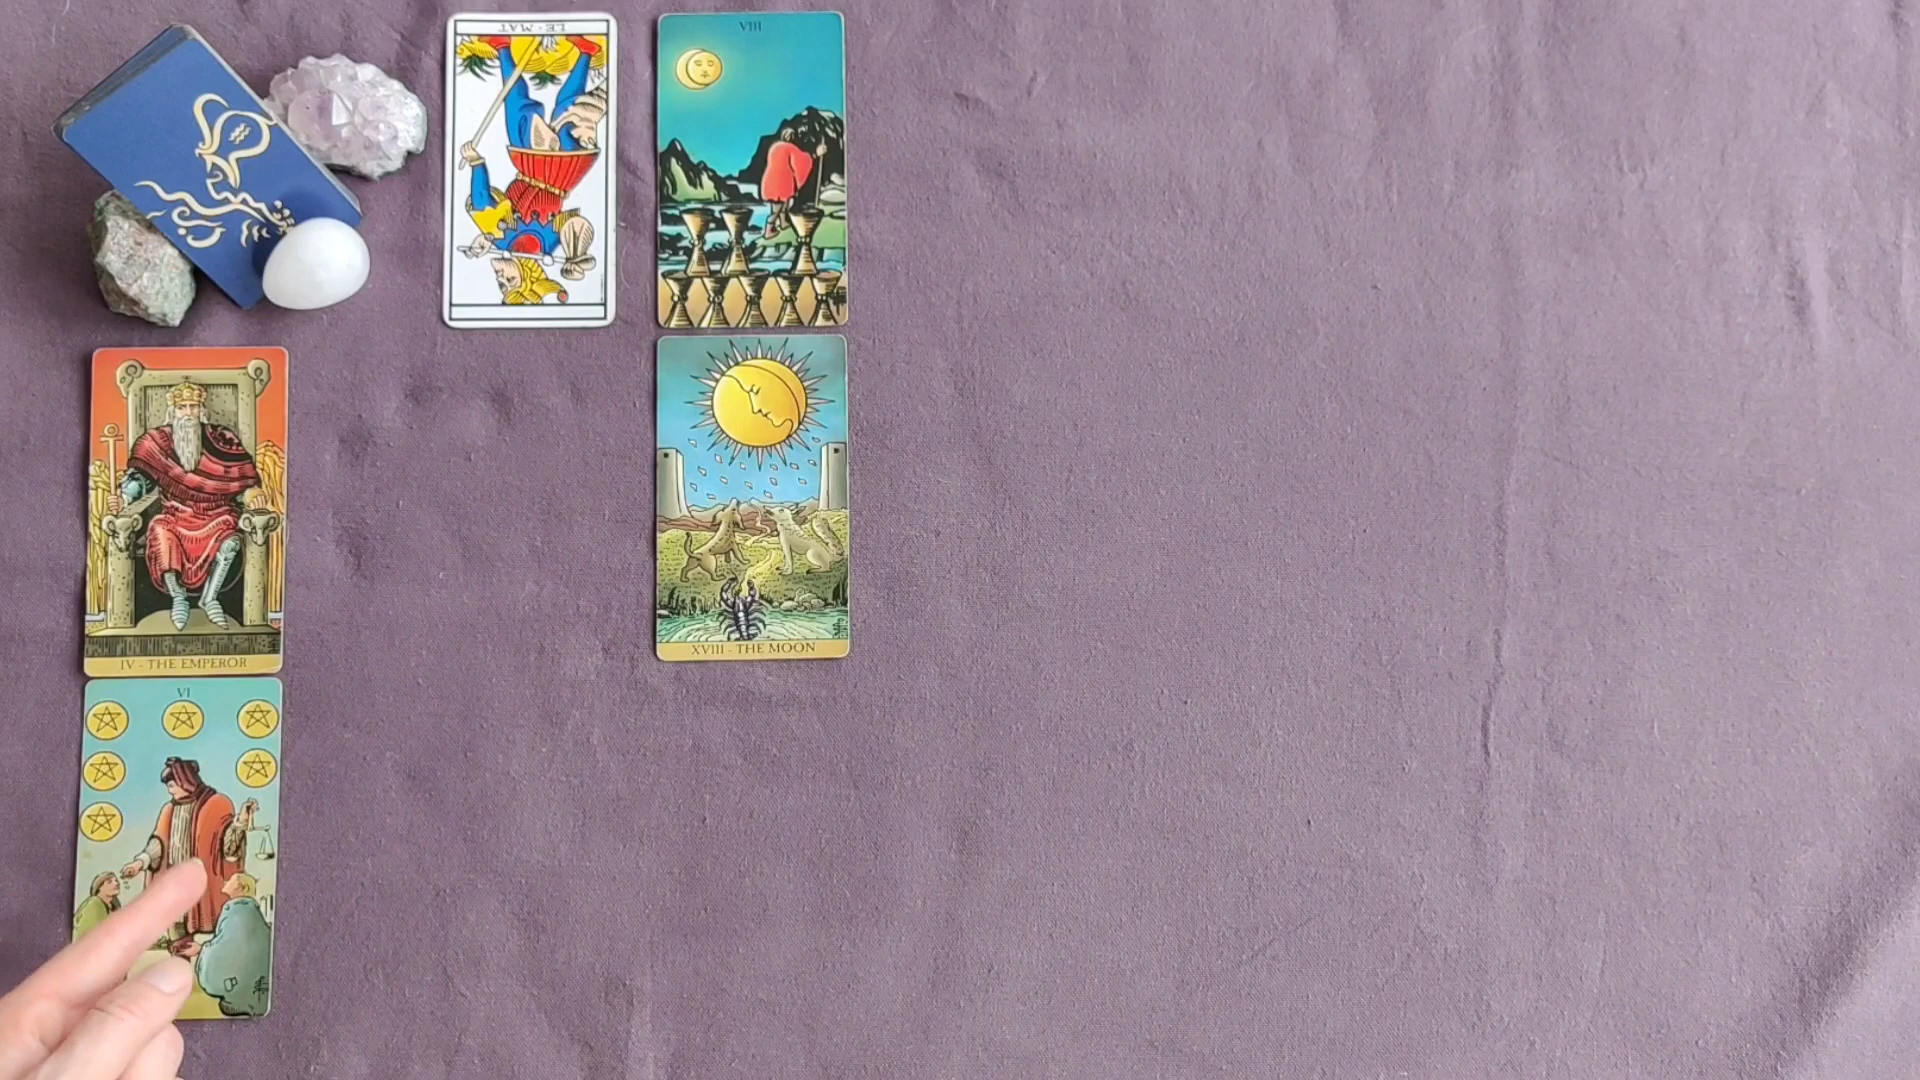 LE·MAT
VIII
IV - THE EMPEROR
XVIII - THE MOON
VI